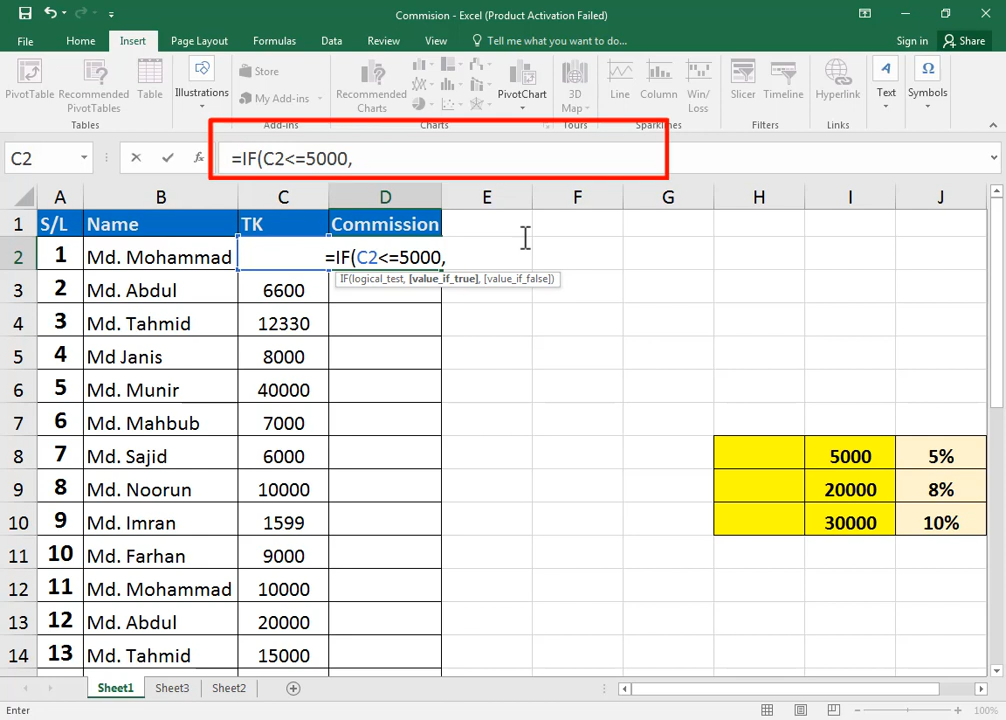 Commision - Excel (Product Activation Failed)
File Home Insert Page Layout Formulas Data Review View Tell me what you want to do... Sign in Share
PivotTable
Recommended PivotTables
Table
Tables
Illustrations
Store
My Add-ins
Add-ins
Recommended Charts
PivotChart
Charts
3D Map
Tours
Line
Column
Win/ Loss
Sparklines
Slicer
Timeline
Filters
Hyperlink
Links
Text
Symbols
C2 fx =IF(C2<=5000,
A B C D E F G H I J
1 S/L Name TK Commission
2 1 Md. Mohammad =IF(C2<=5000,
IF(logical_test, [value_if_true], [value_if_false])
3 2 Md. Abdul 6600
4 3 Md. Tahmid 12330
5 4 Md Janis 8000
6 5 Md. Munir 40000
7 6 Md. Mahbub 7000
8 7 Md. Sajid 6000 5000 5%
9 8 Md. Noorun 10000 20000 8%
10 9 Md. Imran 1599 30000 10%
11 10 Md. Farhan 9000
12 11 Md. Mohammad 10000
13 12 Md. Abdul 20000
14 13 Md. Tahmid 15000
Sheet1 Sheet3 Sheet2
Enter 100%